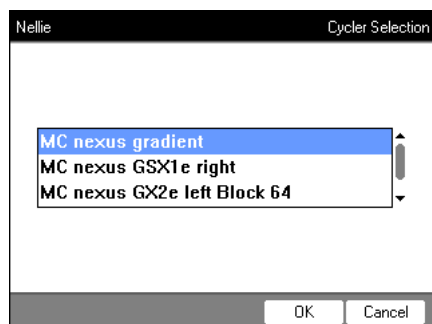 Nellie Cycler Selection
MC nexus gradient
MC nexus GSX1e right
MC nexus GX2e left Block 64
OK Cancel